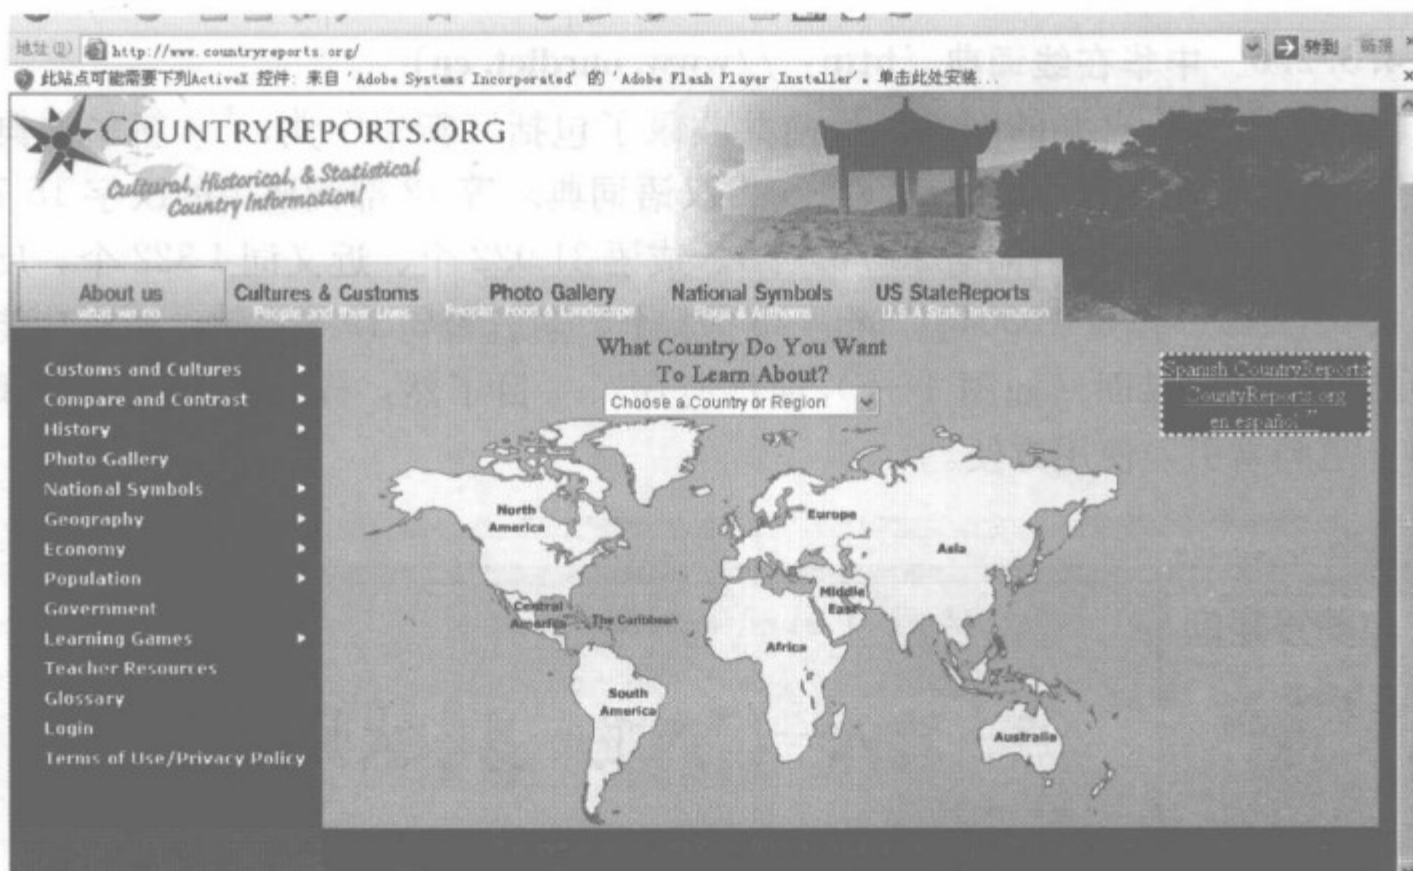 地址(D) http://www.countryreports.org/ 转到 链接 »
此站点可能需要下列ActiveX 控件: 来自 'Adobe Systems Incorporated' 的 'Adobe Flash Player Installer'。单击此处安装...
COUNTRYREPORTS.ORG
Cultural, Historical, & Statistical
Country Information!
About us Cultures & Customs Photo Gallery National Symbols US StateReports
what we do People and their Lives People, Food & Landscape Flags & Anthems U.S.A State Information
What Country Do You Want
To Learn About?
Choose a Country or Region
Spanish CountryReports
CountyReports.org
en español."
Customs and Cultures
Compare and Contrast
History
Photo Gallery
National Symbols
Geography
Economy
Population
Government
Learning Games
Teacher Resources
Glossary
Login
Terms of Use/Privacy Policy
North
America
Europe
Asia
Middle
East
Central
America
The Caribbean
Africa
South
America
Australia